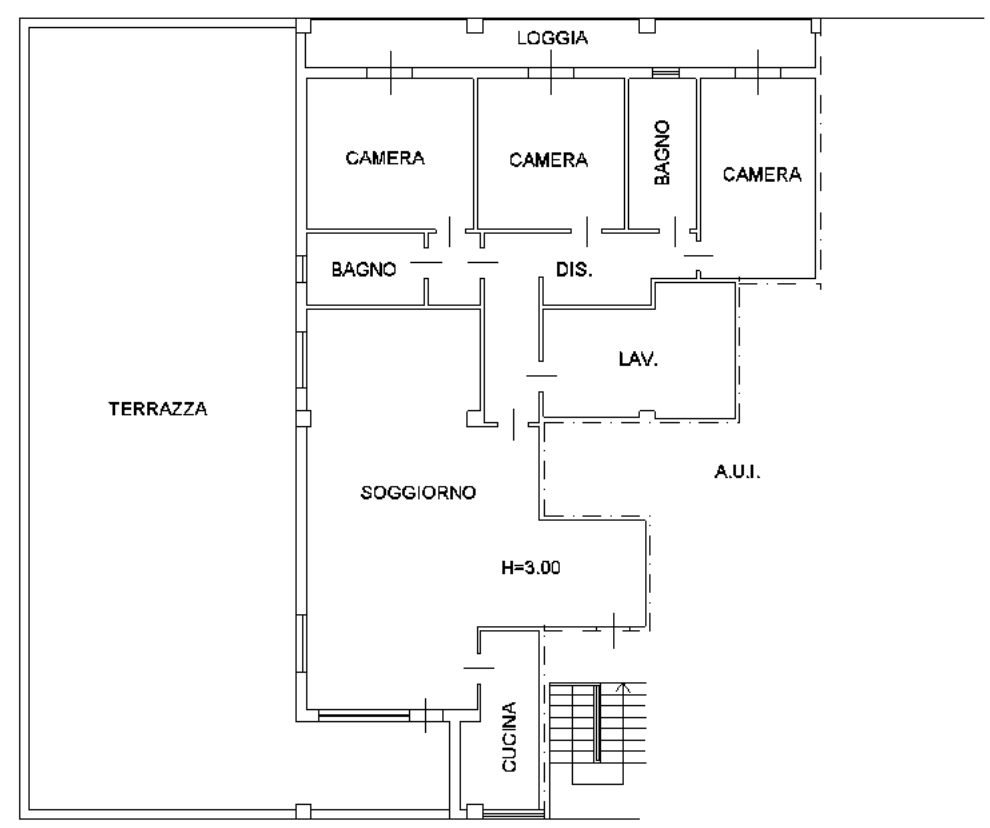 LOGGIA
CAMERA
CAMERA
BAGNO
CAMERA
BAGNO
DIS.
LAV.
TERRAZZA
A.U.I.
SOGGIORNO
H=3.00
CUCINA